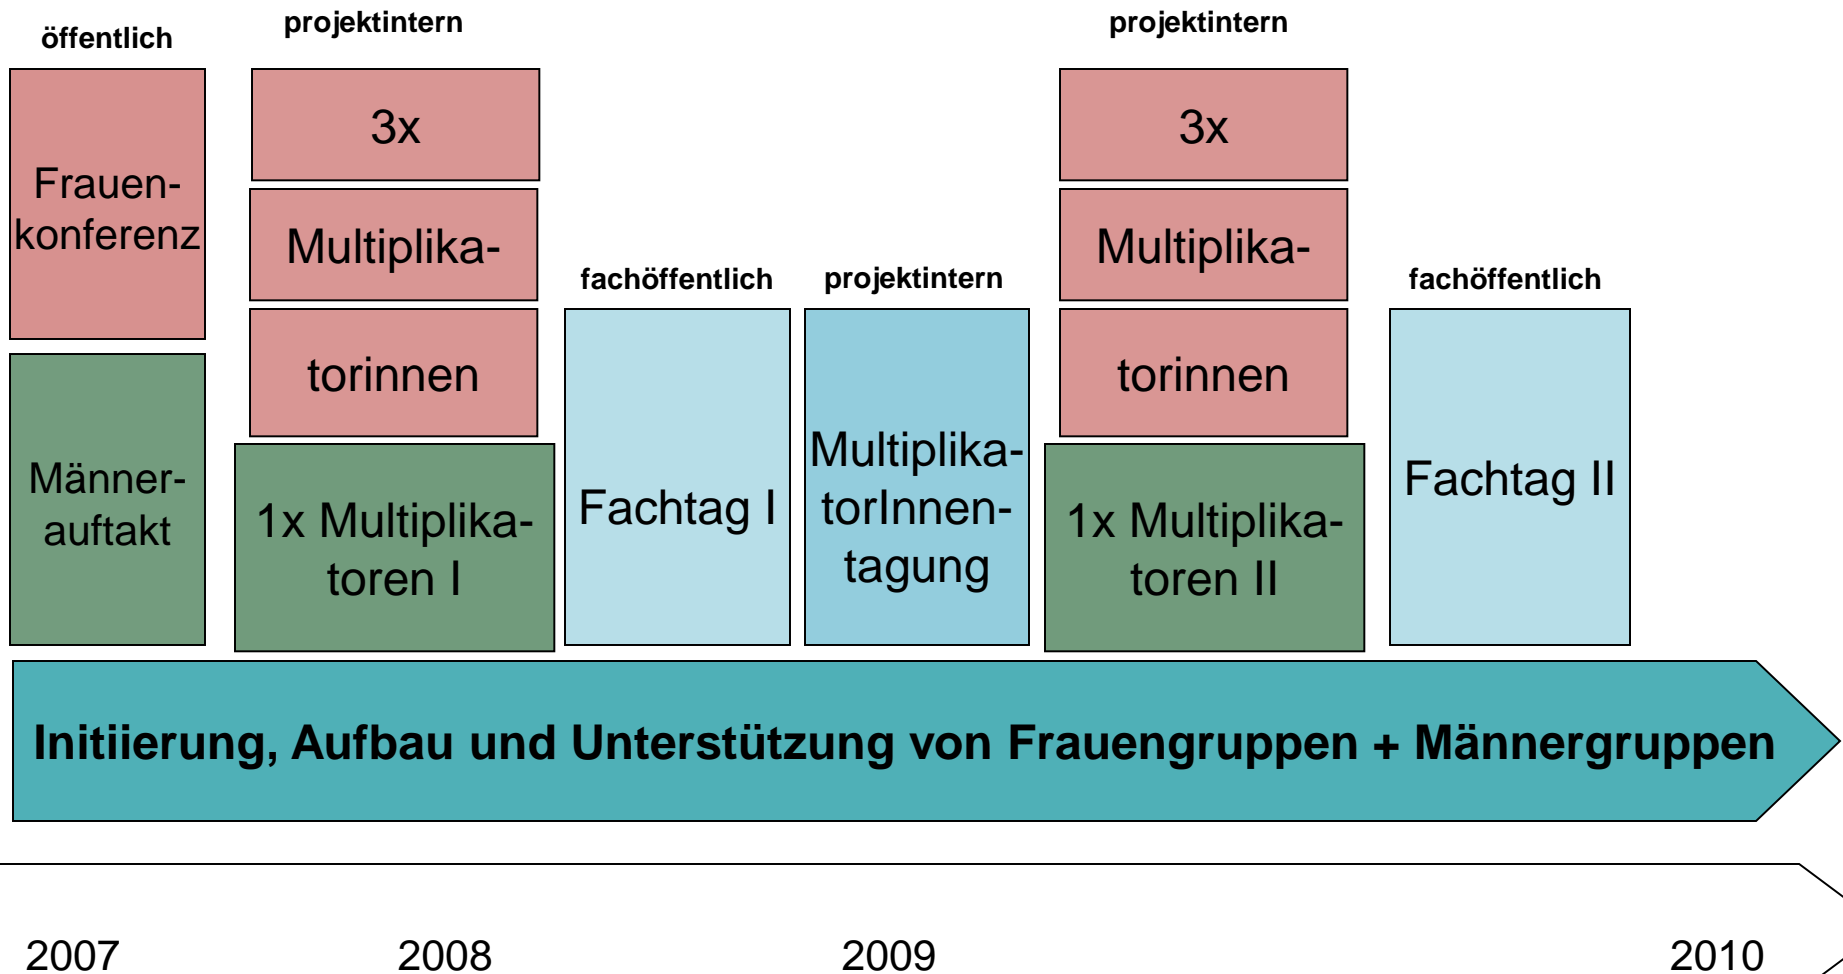 öffentlich
projektintern
projektintern
Frauen-
konferenz
3x
Multiplika-
torinnen
3x
Multiplika-
torinnen
fachöffentlich
projektintern
fachöffentlich
Männer-
auftakt
1x Multiplika-
toren I
Fachtag I
Multiplika-
torInnen-
tagung
1x Multiplika-
toren II
Fachtag II
Initiierung, Aufbau und Unterstützung von Frauengruppen + Männergruppen
2007
2008
2009
2010